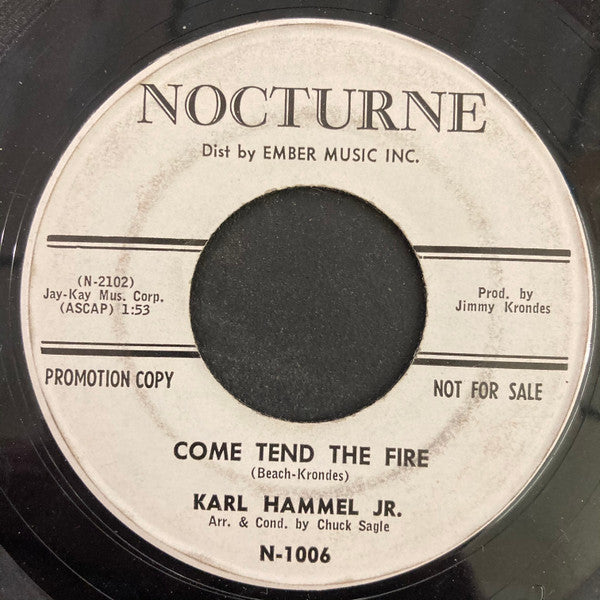 NOCTURNE
Dist by EMBER MUSIC INC.
(N-2102)
Jay-Kay Mus. Corp.
(ASCAP) 1:53
Prod. by
Jimmy Krondes
PROMOTION COPY
NOT FOR SALE
COME TEND THE FIRE
(Beach-Krondes)
KARL HAMMEL JR.
Arr. & Cond. by Chuck Sagle
N-1006